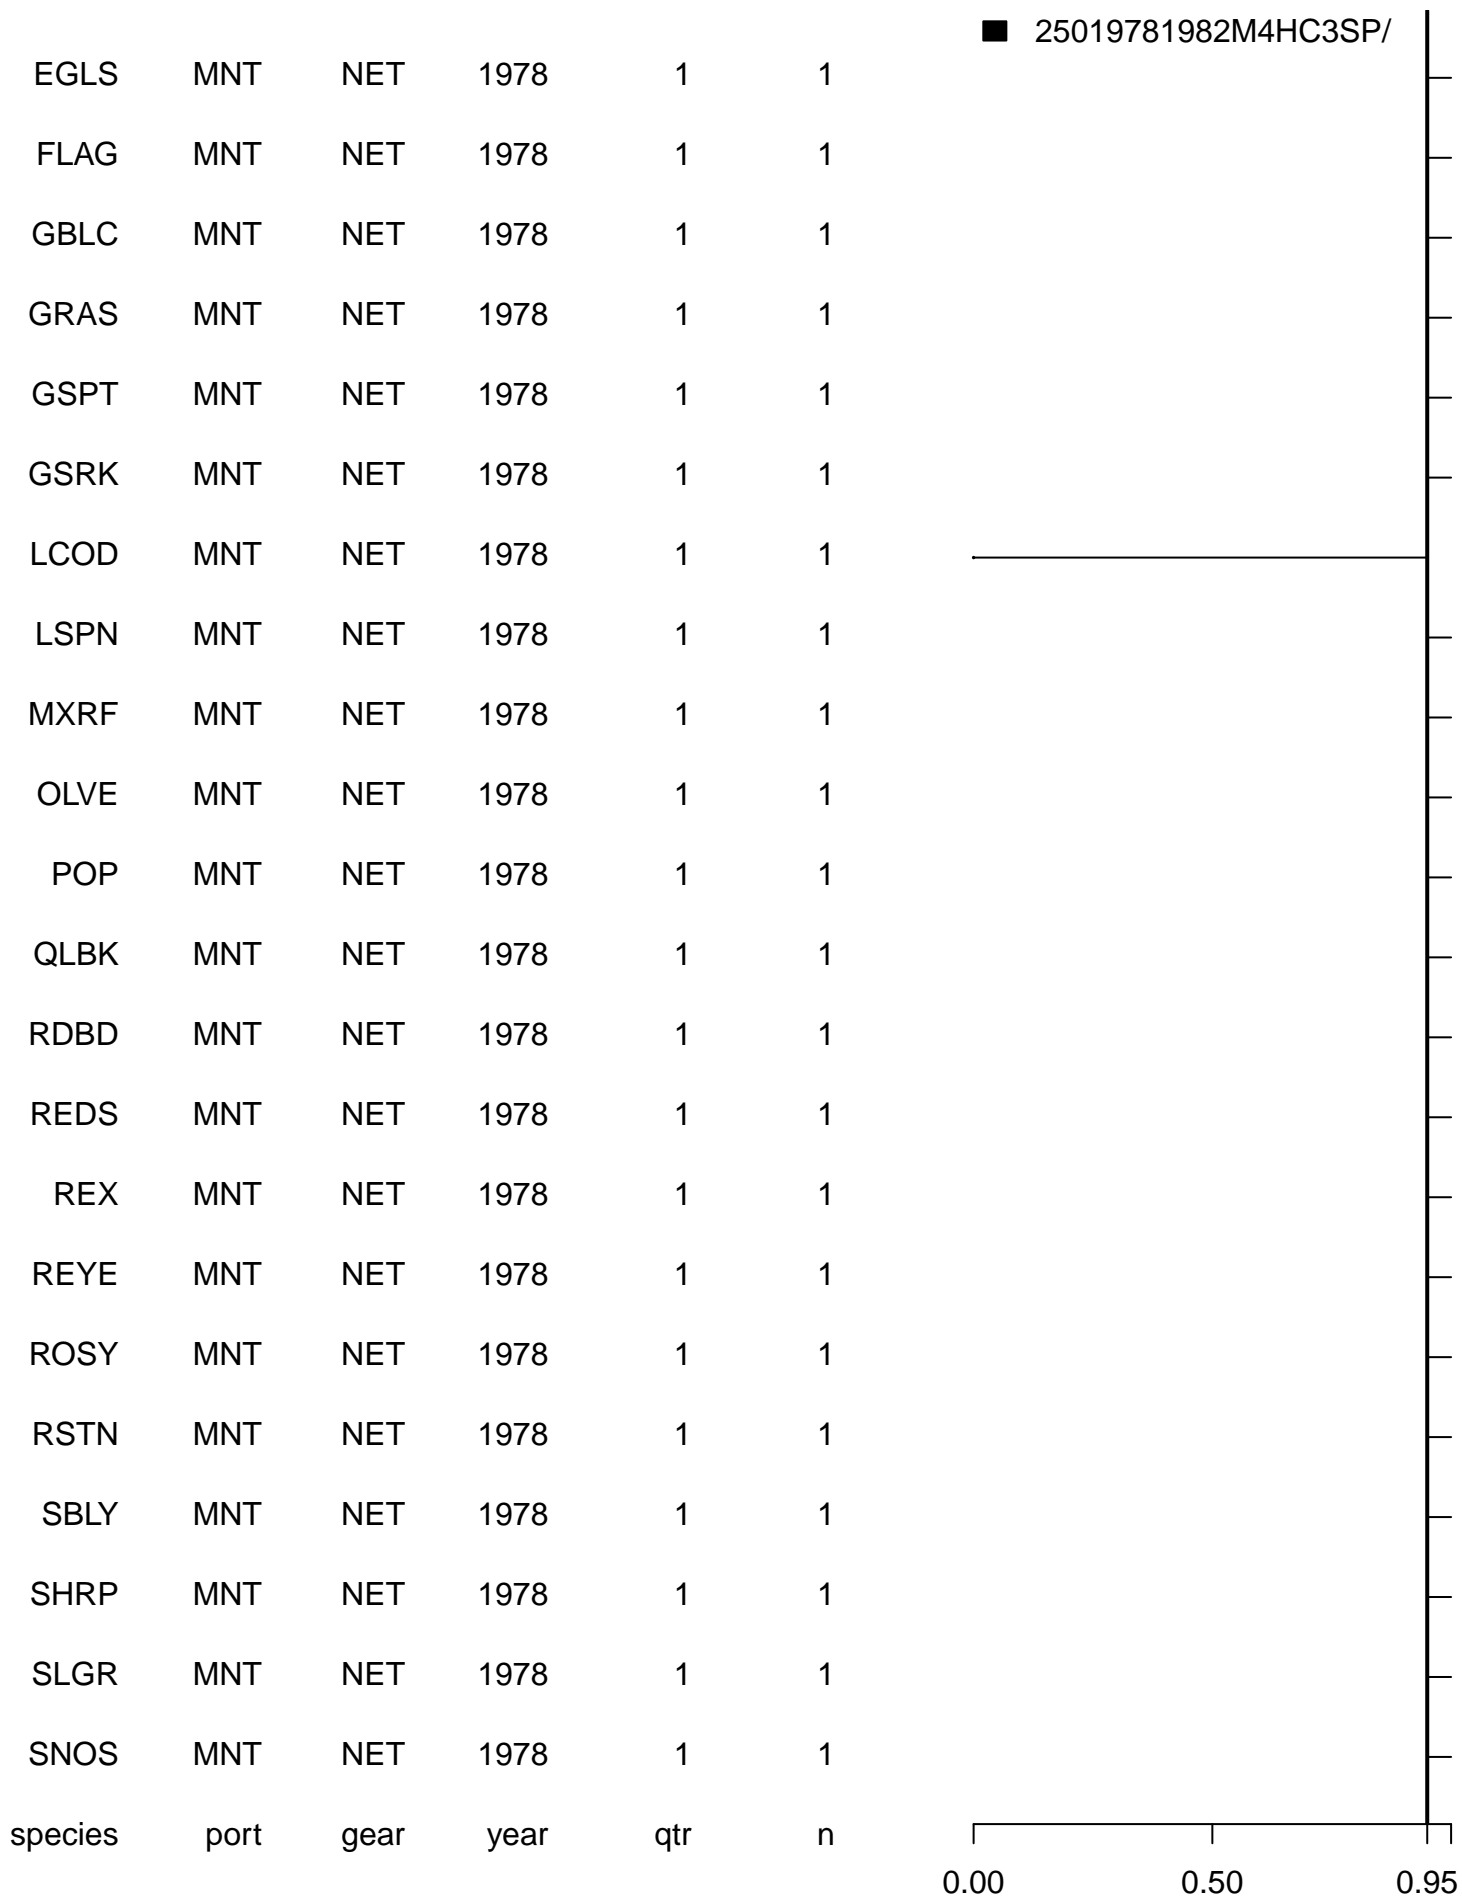 25019781982M4HC3SP/
EGLS MNT NET 1978 1 1
FLAG MNT NET 1978 1 1
GBLC MNT NET 1978 1 1
GRAS MNT NET 1978 1 1
GSPT MNT NET 1978 1 1
GSRK MNT NET 1978 1 1
LCOD MNT NET 1978 1 1
LSPN MNT NET 1978 1 1
MXRF MNT NET 1978 1 1
OLVE MNT NET 1978 1 1
POP MNT NET 1978 1 1
QLBK MNT NET 1978 1 1
RDBD MNT NET 1978 1 1
REDS MNT NET 1978 1 1
REX MNT NET 1978 1 1
REYE MNT NET 1978 1 1
ROSY MNT NET 1978 1 1
RSTN MNT NET 1978 1 1
SBLY MNT NET 1978 1 1
SHRP MNT NET 1978 1 1
SLGR MNT NET 1978 1 1
SNOS MNT NET 1978 1 1
species port gear year qtr n
0.00 0.50 0.95